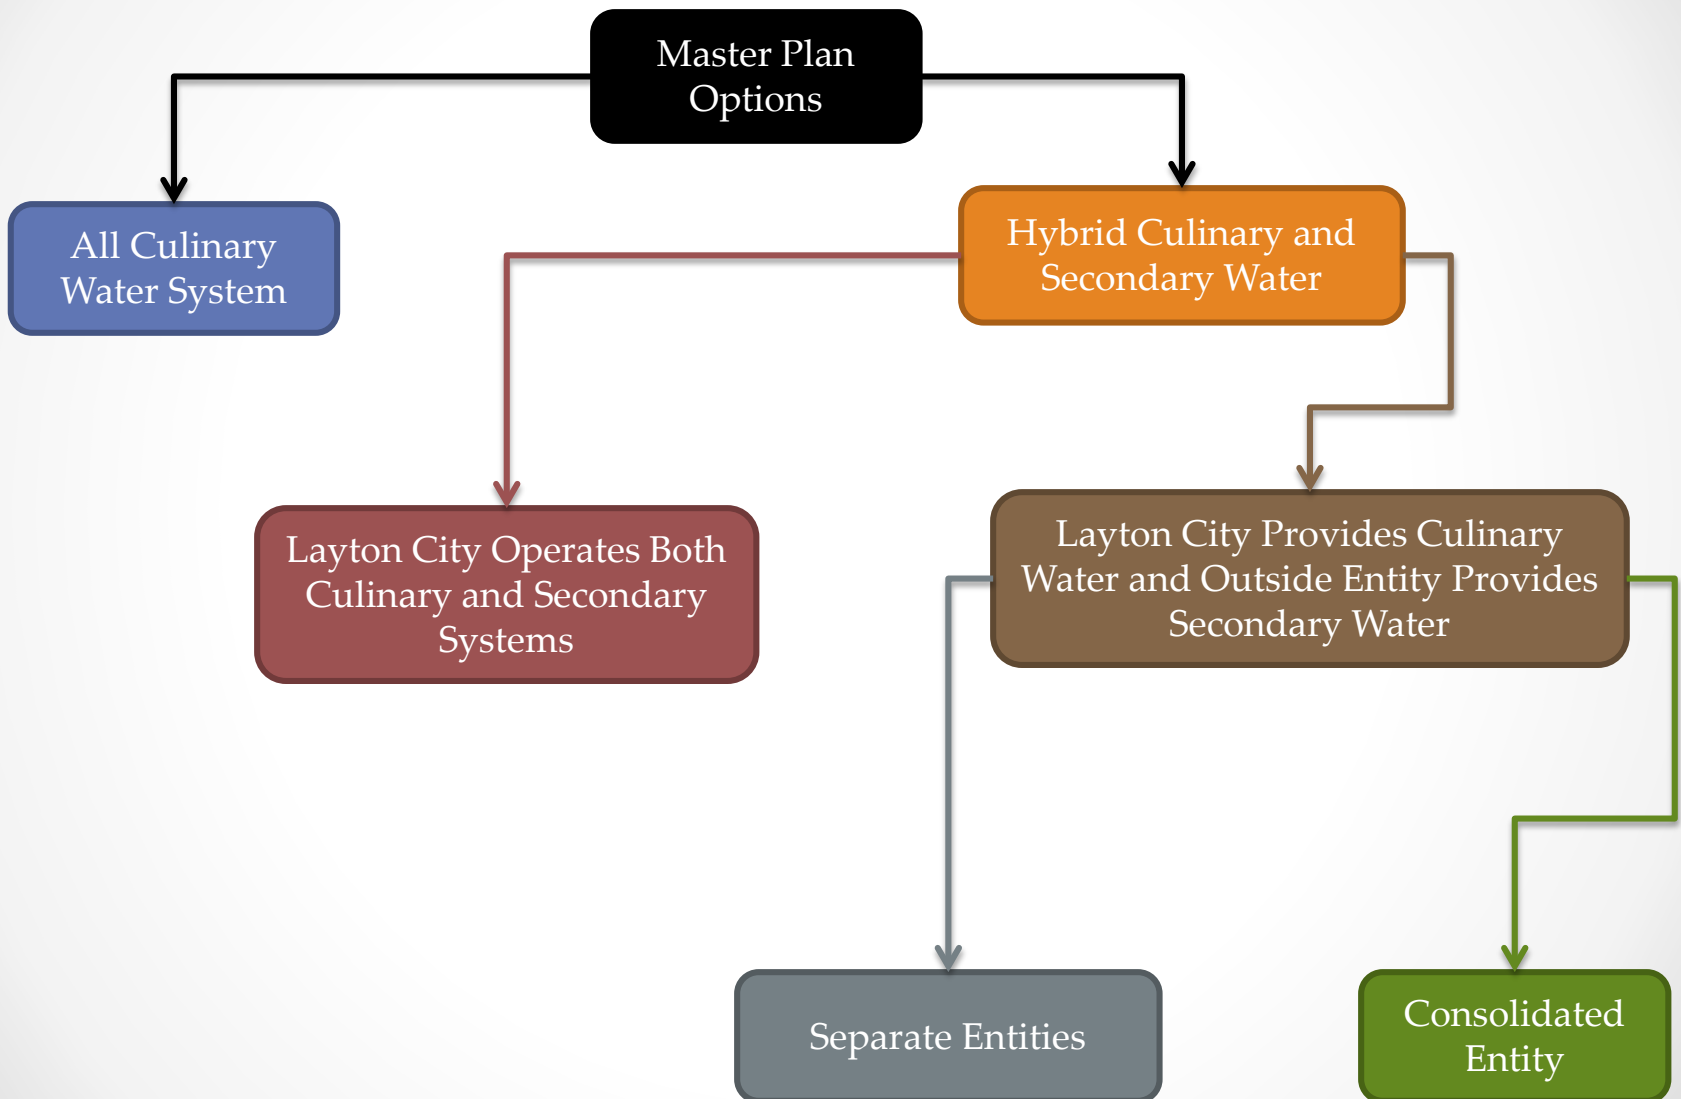 Master Plan
Options
All Culinary
Water System
Hybrid Culinary and
Secondary Water
Layton City Operates Both
Culinary and Secondary
Systems
Layton City Provides Culinary
Water and Outside Entity Provides
Secondary Water
Separate Entities
Consolidated
Entity